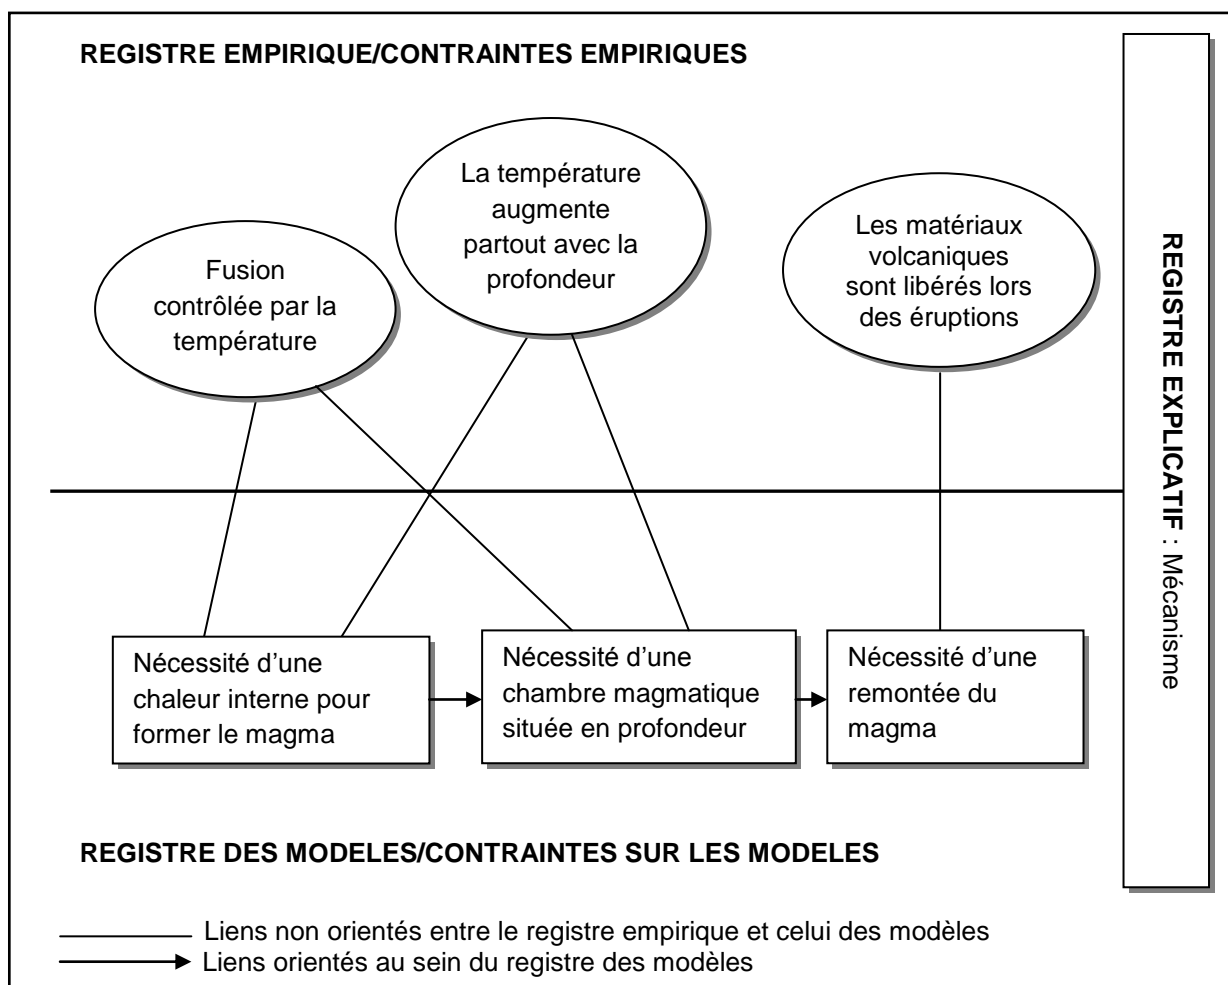 REGISTRE EMPIRIQUE/CONTRAINTES EMPIRIQUES
La température
augmente
partout avec la
profondeur
Les matériaux
volcaniques
sont libérés lors
des éruptions
Fusion
contrôlée par la
température
REGISTRE EXPLICATIF : Mécanisme
Nécessité d’une
chaleur interne pour
former le magma
Nécessité d’une
chambre magmatique
située en profondeur
Nécessité d’une
remontée du
magma
REGISTRE DES MODELES/CONTRAINTES SUR LES MODELES
Liens non orientés entre le registre empirique et celui des modèles
Liens orientés au sein du registre des modèles